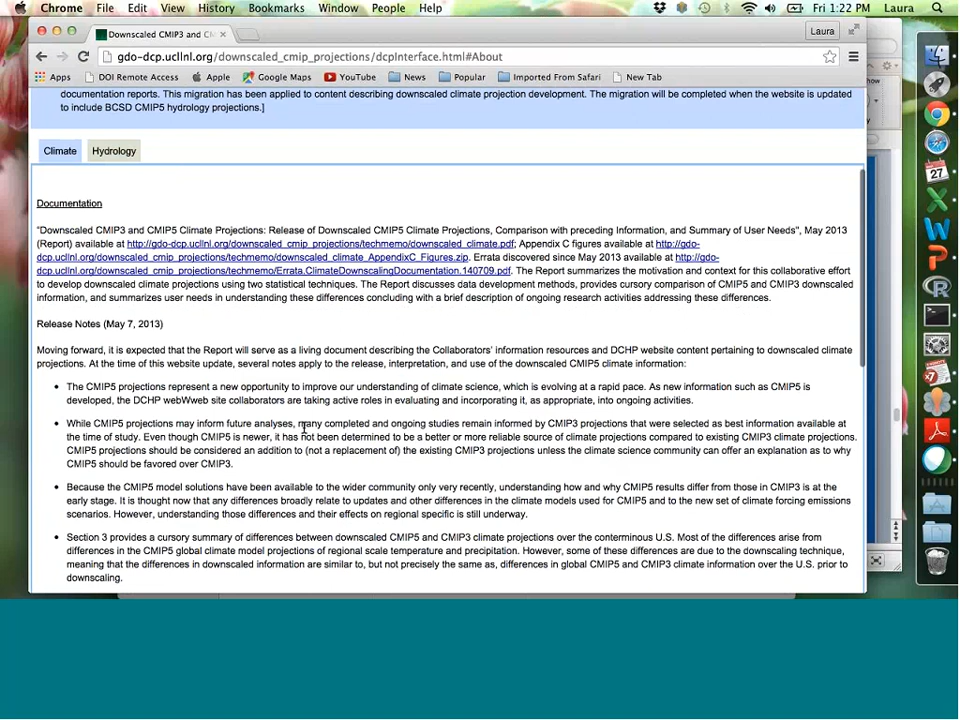 Chrome File Edit View History Bookmarks Window People Help Fri 1:22 PM Laura
Downscaled CMIP3 and C
Laura
gdo-dcp.ucllnl.org/downscaled_cmip_projections/dcpInterface.html#About
Apps DOI Remote Access Apple Google Maps YouTube News Popular Imported From Safari New Tab
documentation reports. This migration has been applied to content describing downscaled climate projection development. The migration will be completed when the website is updated
to include BCSD CMIP5 hydrology projections.]
Climate Hydrology
Documentation
"Downscaled CMIP3 and CMIP5 Climate Projections: Release of Downscaled CMIP5 Climate Projections, Comparison with preceding Information, and Summary of User Needs", May 2013
(Report) available at http://gdo-dcp.ucllnl.org/downscaled_cmip_projections/techmemo/downscaled_climate.pdf; Appendix C figures available at http://gdo-
dcp.ucllnl.org/downscaled_cmip_projections/techmemo/downscaled_climate_AppendixC_Figures.zip. Errata discovered since May 2013 available at http://gdo-
dcp.ucllnl.org/downscaled_cmip_projections/techmemo/Errata.ClimateDownscalingDocumentation.140709.pdf. The Report summarizes the motivation and context for this collaborative effort
to develop downscaled climate projections using two statistical techniques. The Report discusses data development methods, provides cursory comparison of CMIP5 and CMIP3 downscaled
information, and summarizes user needs in understanding these differences concluding with a brief description of ongoing research activities addressing these differences.
Release Notes (May 7, 2013)
Moving forward, it is expected that the Report will serve as a living document describing the Collaborators' information resources and DCHP website content pertaining to downscaled climate
projections. At the time of this website update, several notes apply to the release, interpretation, and use of the downscaled CMIP5 climate information:
• The CMIP5 projections represent a new opportunity to improve our understanding of climate science, which is evolving at a rapid pace. As new information such as CMIP5 is
developed, the DCHP webWweb site collaborators are taking active roles in evaluating and incorporating it, as appropriate, into ongoing activities.
• While CMIP5 projections may inform future analyses, many completed and ongoing studies remain informed by CMIP3 projections that were selected as best information available at
the time of study. Even though CMIP5 is newer, it has not been determined to be a better or more reliable source of climate projections compared to existing CMIP3 climate projections.
CMIP5 projections should be considered an addition to (not a replacement of) the existing CMIP3 projections unless the climate science community can offer an explanation as to why
CMIP5 should be favored over CMIP3.
• Because the CMIP5 model solutions have been available to the wider community only very recently, understanding how and why CMIP5 results differ from those in CMIP3 is at the
early stage. It is thought now that any differences broadly relate to updates and other differences in the climate models used for CMIP5 and to the new set of climate forcing emissions
scenarios. However, understanding those differences and their effects on regional specific is still underway.
• Section 3 provides a cursory summary of differences between downscaled CMIP5 and CMIP3 climate projections over the conterminous U.S. Most of the differences arise from
differences in the CMIP5 global climate model projections of regional scale temperature and precipitation. However, some of these differences are due to the downscaling technique,
meaning that the differences in downscaled information are similar to, but not precisely the same as, differences in global CMIP5 and CMIP3 climate information over the U.S. prior to
downscaling.